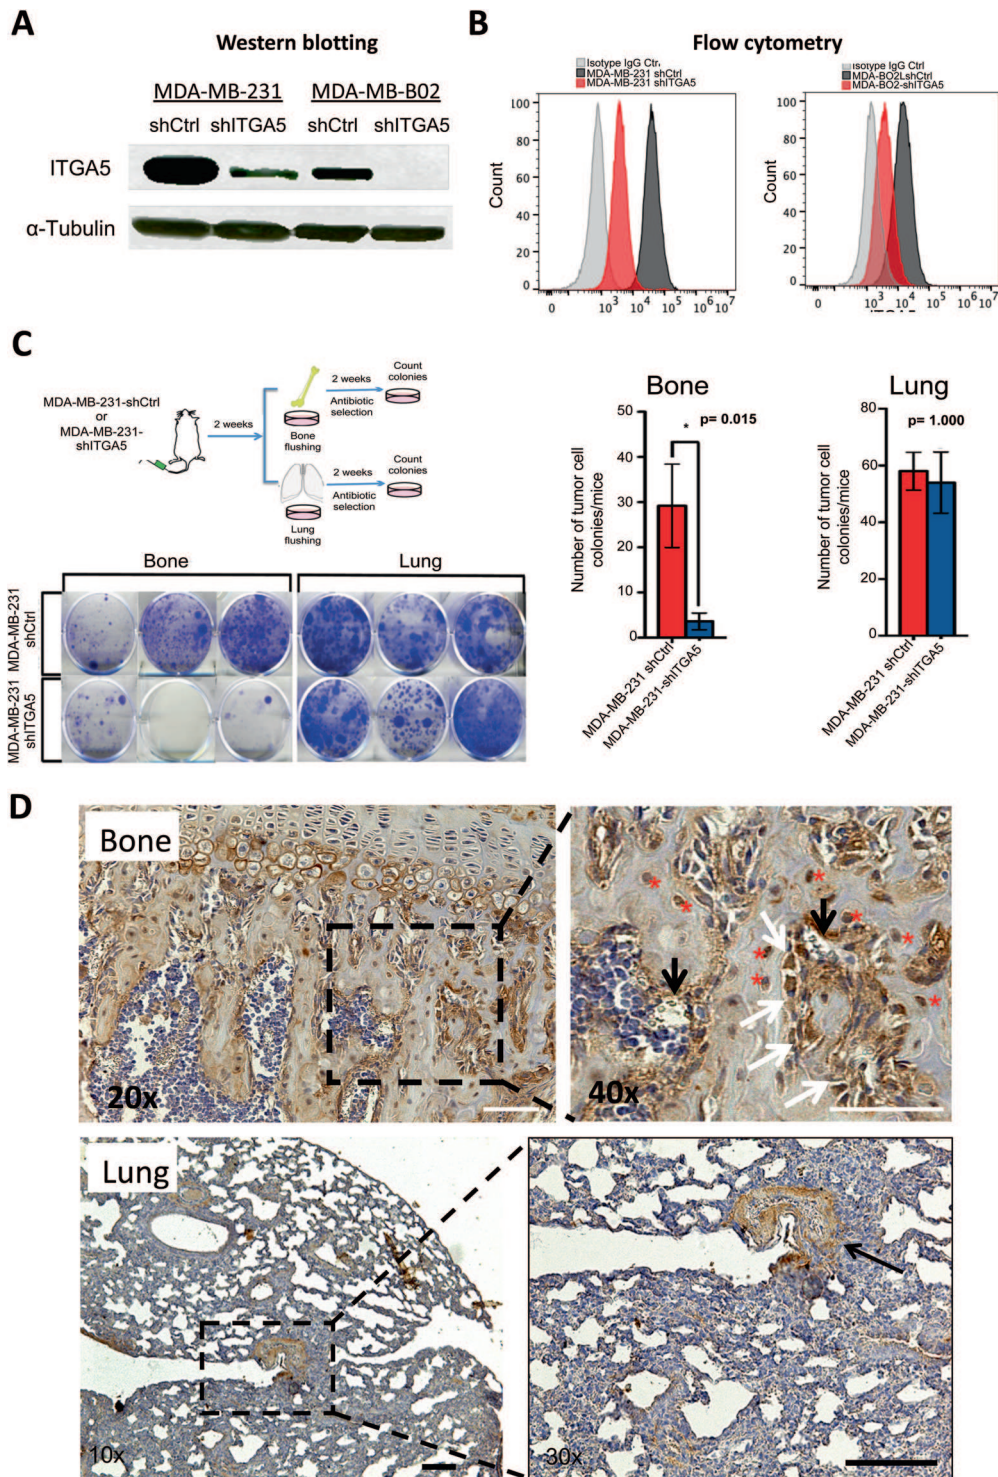 A
Western blotting
MDA-MB-231 MDA-MB-B02
shCtrl shITGA5 shCtrl shITGA5
ITGA5
α-Tubulin
B
Flow cytometry
Isotype IgG Ctr
MDA-MB-231 shCtrl
MDA-MB-231 shITGA5
100
80
60
40
20
0
Count
0 10³ 10⁴ 10⁵ 10⁶ 10⁷
Isotype IgG Ctrl
MDA-BO2LshCtrl
MDA-BO2-shITGA5
100
80
60
40
20
0
Count
0 10³ 10⁴ 10⁵ 10⁶ 10⁷
C
MDA-MB-231-shCtrl
or
MDA-MB-231-
shITGA5
2 weeks
Bone
flushing
2 weeks
Antibiotic
selection
Count
colonies
Lung
flushing
2 weeks
Antibiotic
selection
Count
colonies
Bone Lung
MDA-MB-231
shCtrl
MDA-MB-231
shITGA5
Bone
50
40
30
20
10
0
Number of tumor cell
colonies/mice
p= 0.015
*
MDA-MB-231 shCtrl
MDA-MB-231-shITGA5
Lung
80
60
40
20
0
Number of tumor cell
colonies/mice
p= 1.000
MDA-MB-231 shCtrl
MDA-MB-231-shITGA5
D
Bone
20x
40x
Lung
10x
30x